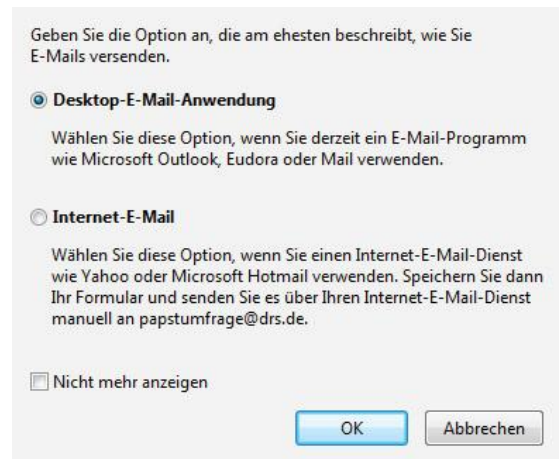 Geben Sie die Option an, die am ehesten beschreibt, wie Sie
E-Mails versenden.
Desktop-E-Mail-Anwendung
Wählen Sie diese Option, wenn Sie derzeit ein E-Mail-Programm
wie Microsoft Outlook, Eudora oder Mail verwenden.
Internet-E-Mail
Wählen Sie diese Option, wenn Sie einen Internet-E-Mail-Dienst
wie Yahoo oder Microsoft Hotmail verwenden. Speichern Sie dann
Ihr Formular und senden Sie es über Ihren Internet-E-Mail-Dienst
manuell an papstumfrage@drs.de.
Nicht mehr anzeigen
OK Abbrechen